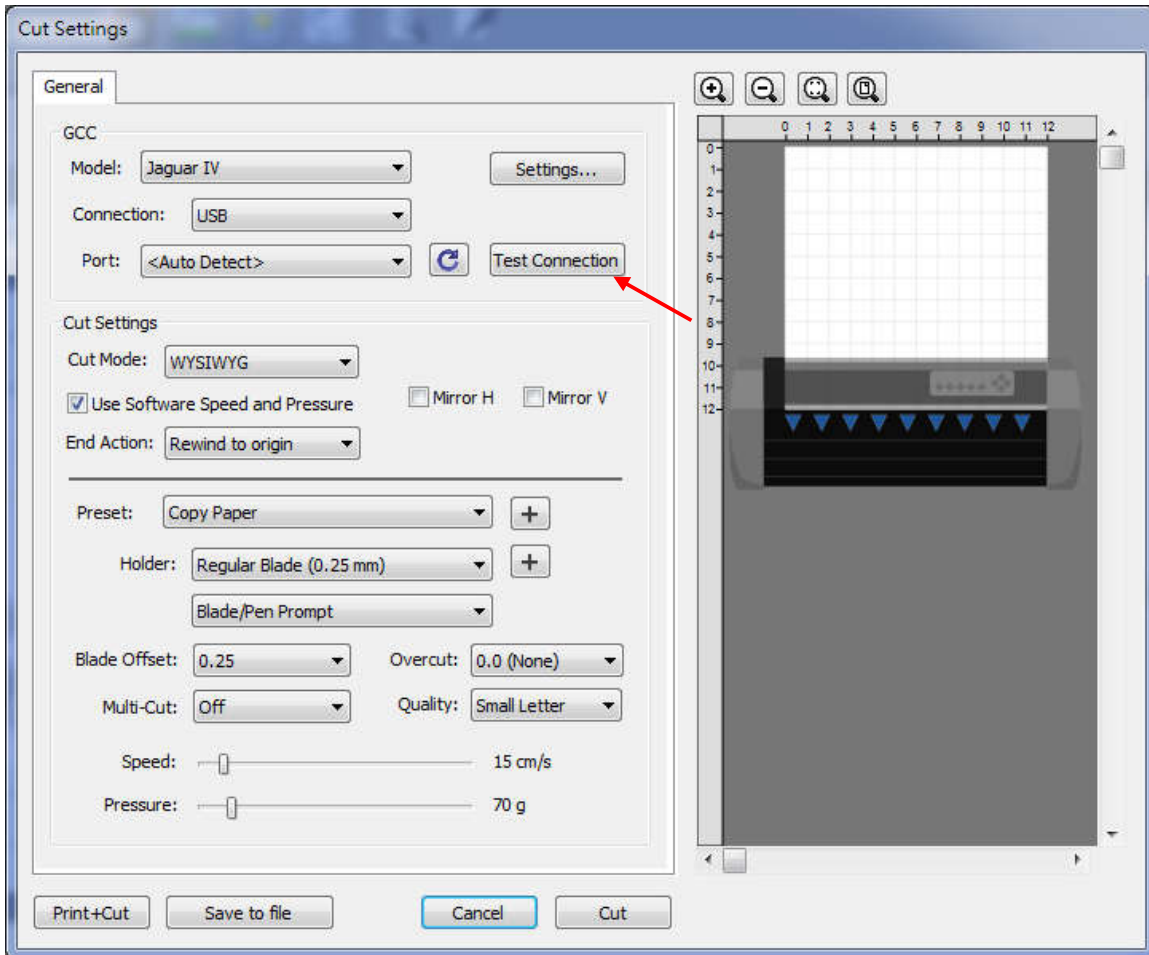 Cut Settings
General
GCC
Model: Jaguar IV Settings...
Connection: USB
Port: <Auto Detect> Test Connection
Cut Settings
Cut Mode: WYSIWYG
Use Software Speed and Pressure Mirror H Mirror V
End Action: Rewind to origin
Preset: Copy Paper +
Holder: Regular Blade (0.25 mm) +
Blade/Pen Prompt
Blade Offset: 0.25 Overcut: 0.0 (None)
Multi-Cut: Off Quality: Small Letter
Speed: 15 cm/s
Pressure: 70 g
Print+Cut Save to file Cancel Cut
0 1 2 3 4 5 6 7 8 9 10 11 12
0
1
2
3
4
5
6
7
8
9
10
11
12